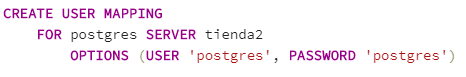 CREATE USER MAPPING
FOR postgres SERVER tienda2
OPTIONS (USER 'postgres', PASSWORD 'postgres')